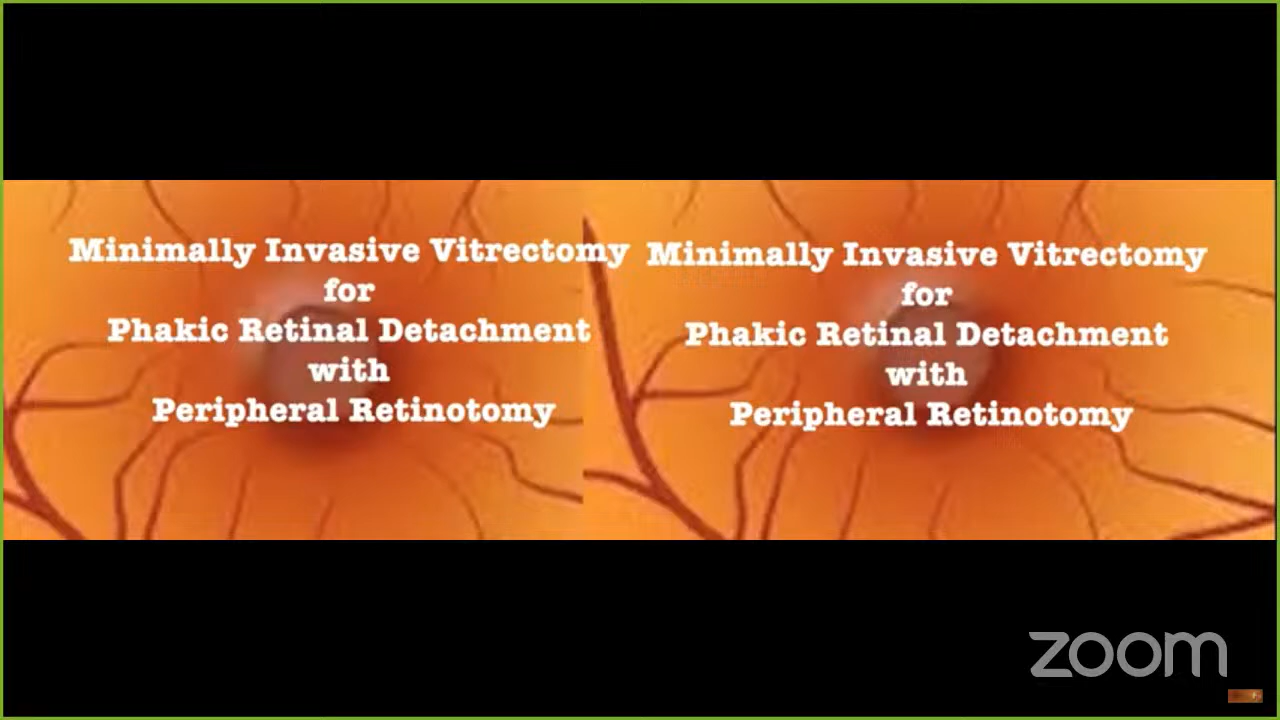 Minimally Invasive Vitrectomy
for
Phakic Retinal Detachment
with
Peripheral Retinotomy
Minimally Invasive Vitrectomy
for
Phakic Retinal Detachment
with
Peripheral Retinotomy
zoom